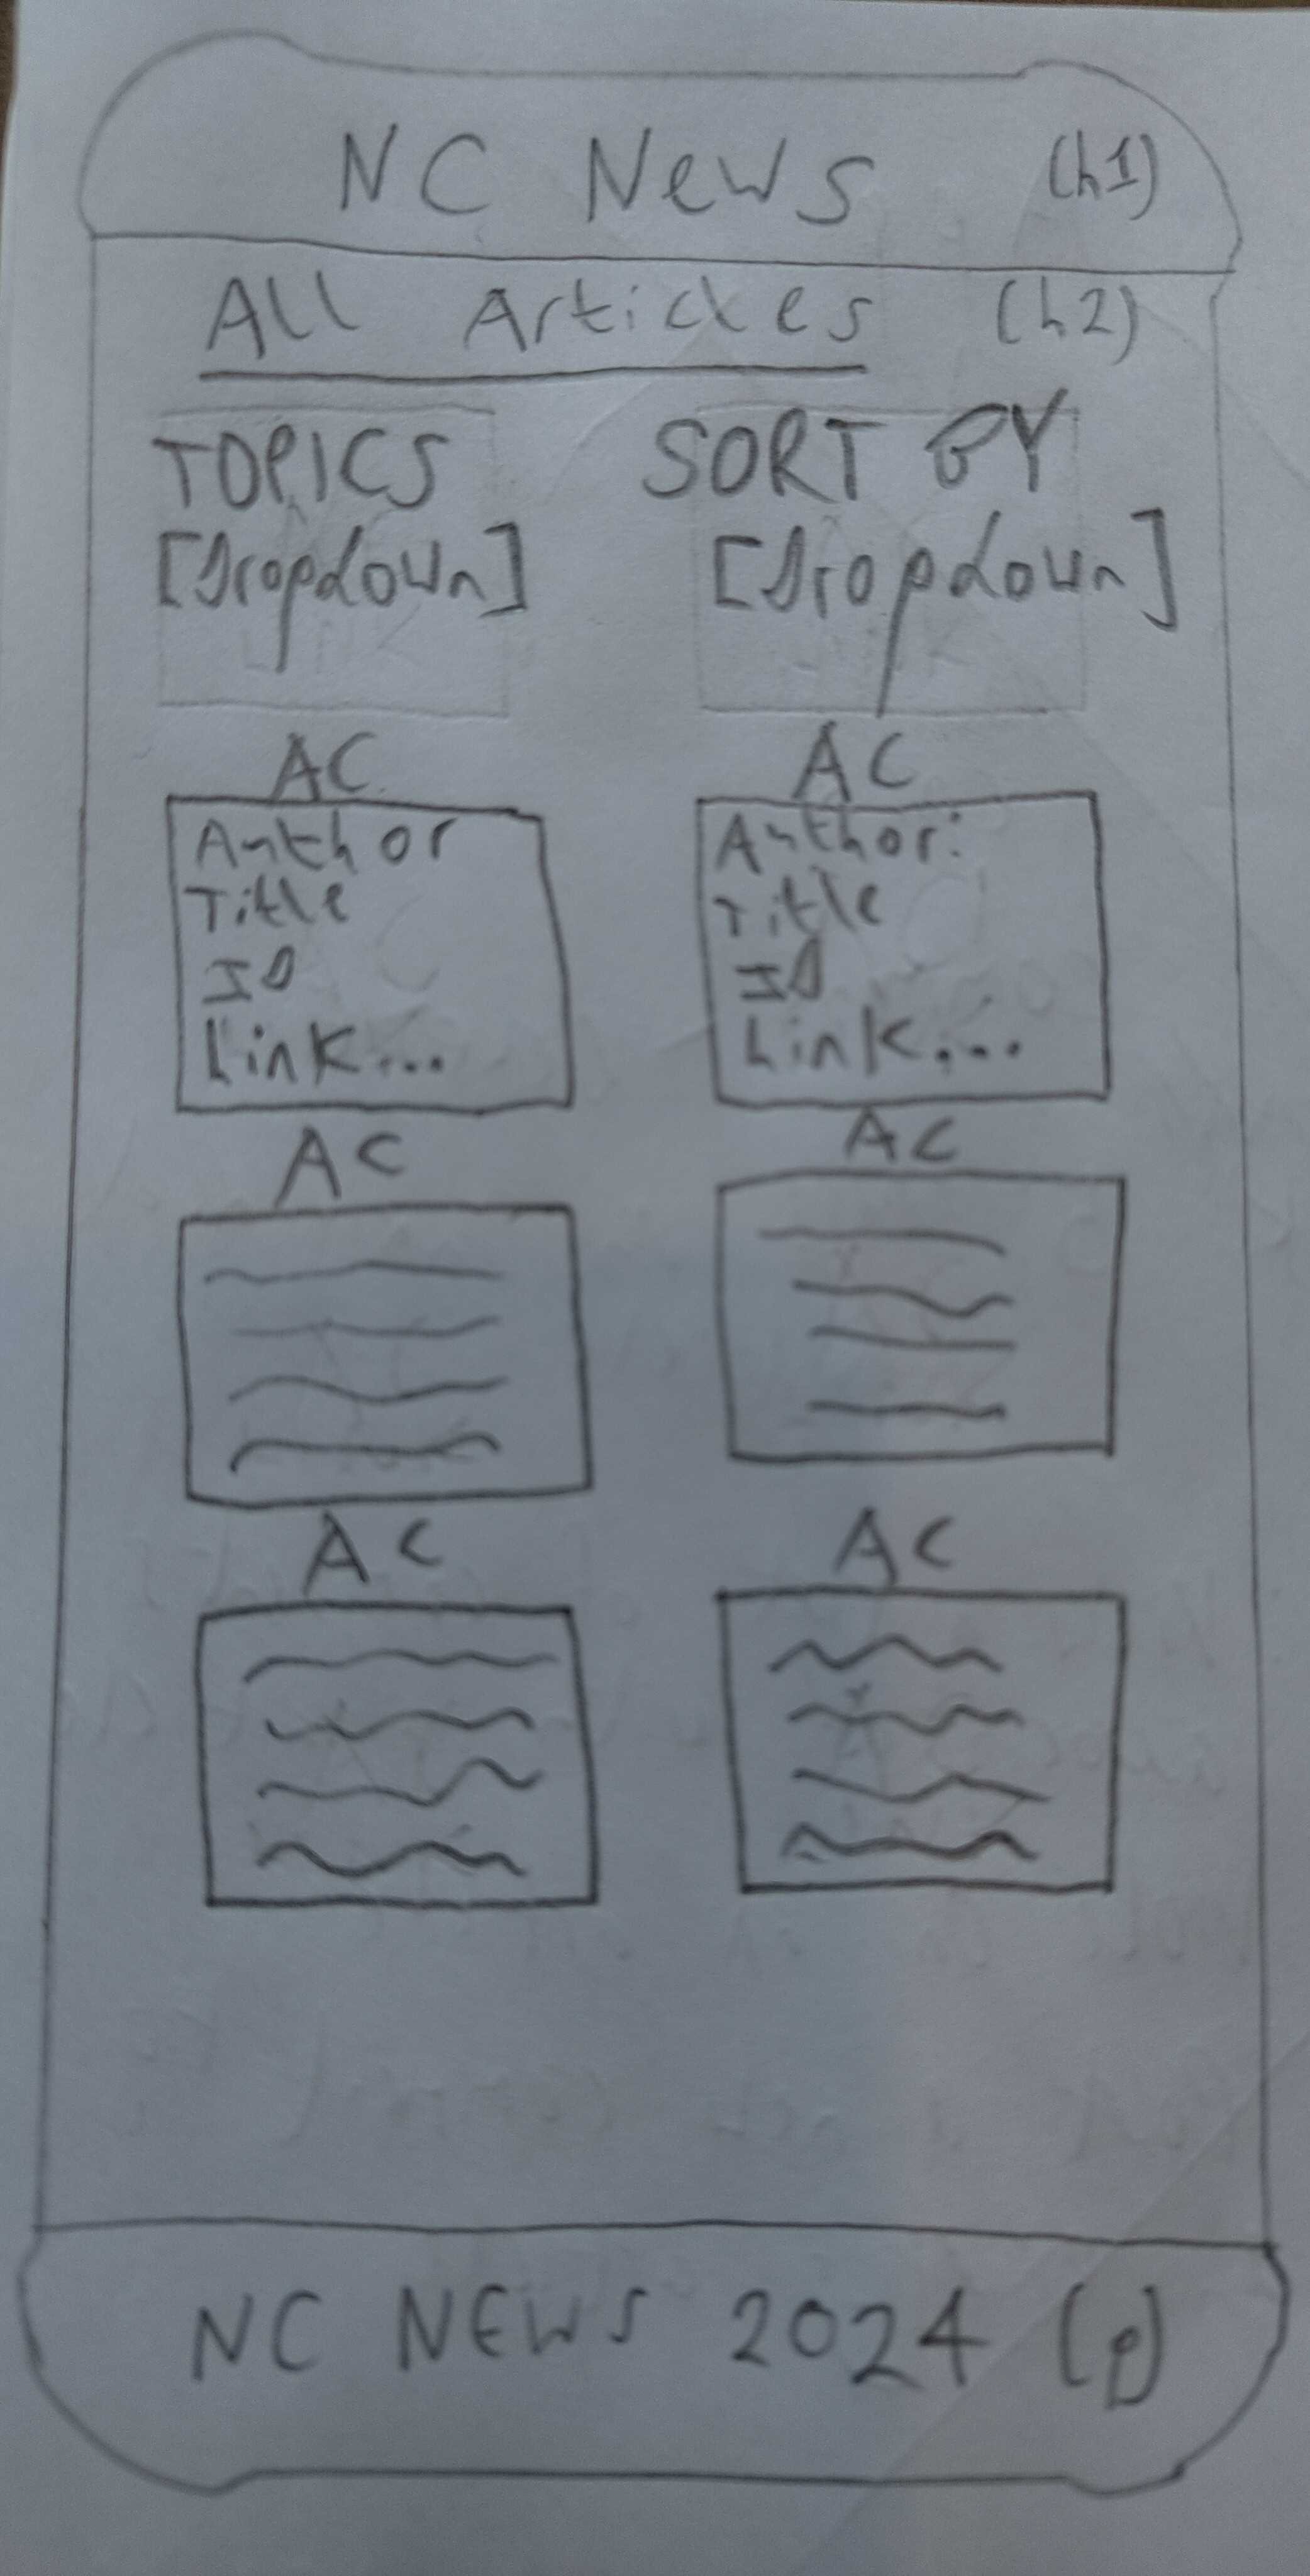 NC News (h1)
All Articles (h2)
TOPICS SORT BY
[Dropdown] [Dropdown]
AC AC
Author Author:
Title Title
ID ID
Link... Link...
AC AC
AC AC
NC NEWS 2024 (p)